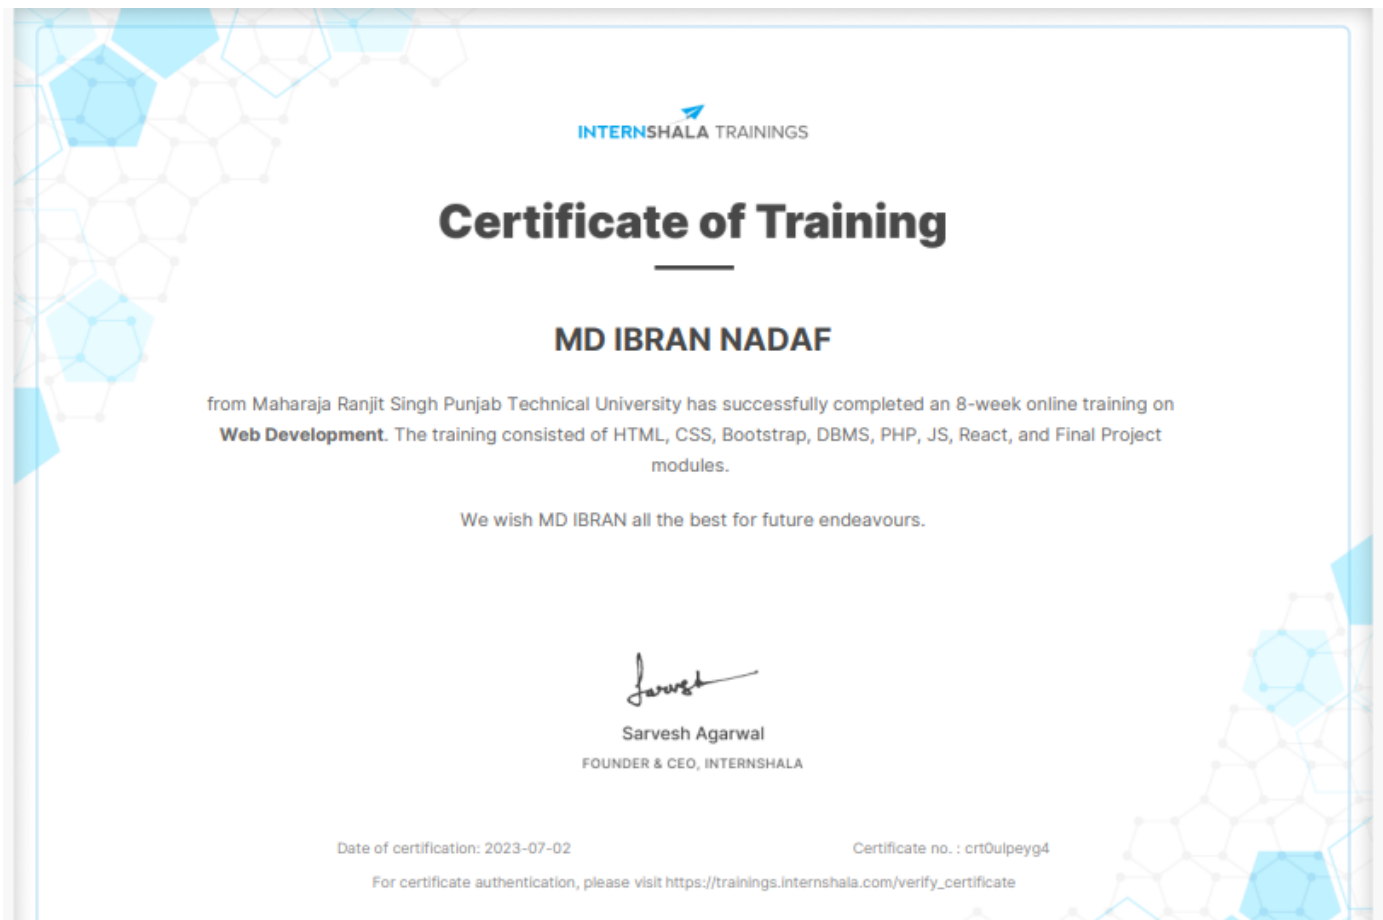 INTERNSHALA TRAININGS
Certificate of Training
MD IBRAN NADAF
from Maharaja Ranjit Singh Punjab Technical University has successfully completed an 8-week online training on
Web Development. The training consisted of HTML, CSS, Bootstrap, DBMS, PHP, JS, React, and Final Project
modules.
We wish MD IBRAN all the best for future endeavours.
Sarvesh
Sarvesh Agarwal
FOUNDER & CEO, INTERNSHALA
Date of certification: 2023-07-02
Certificate no. : crt0ulpeyg4
For certificate authentication, please visit https://trainings.internshala.com/verify_certificate